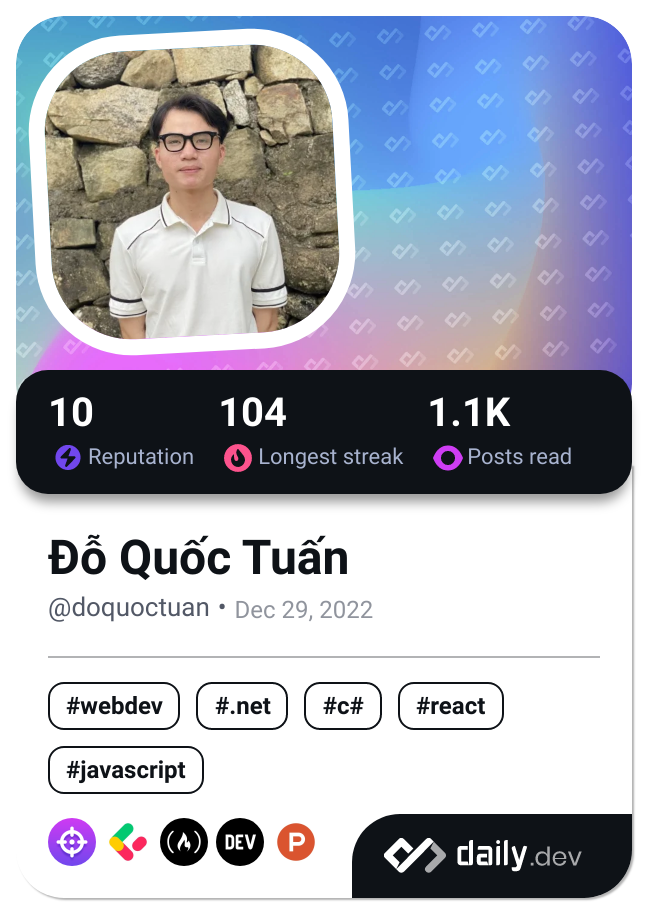 10 104 1.1K
Reputation Longest streak Posts read
Đỗ Quốc Tuấn
@doquoctuan • Dec 29, 2022
#webdev #.net #c# #react
#javascript
DEV P
daily.dev